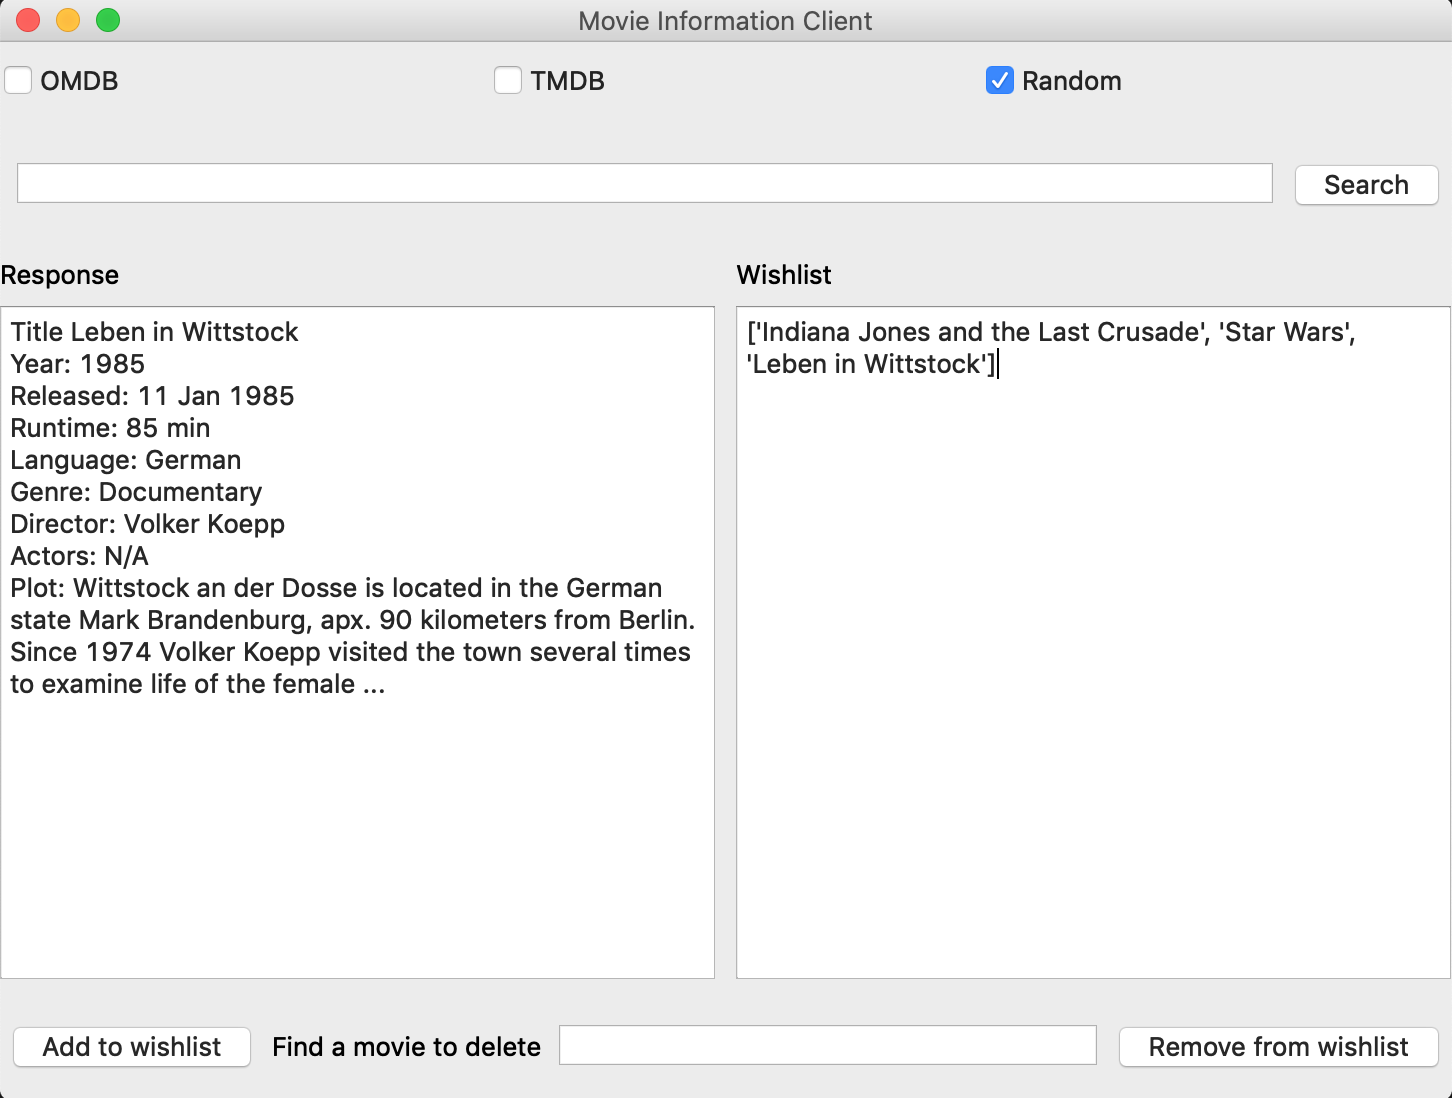 Movie Information Client
OMDB
TMDB
Random
Search
Response
Wishlist
Title Leben in Wittstock
Year: 1985
Released: 11 Jan 1985
Runtime: 85 min
Language: German
Genre: Documentary
Director: Volker Koepp
Actors: N/A
Plot: Wittstock an der Dosse is located in the German
state Mark Brandenburg, apx. 90 kilometers from Berlin.
Since 1974 Volker Koepp visited the town several times
to examine life of the female ...
['Indiana Jones and the Last Crusade', 'Star Wars',
'Leben in Wittstock']
Add to wishlist
Find a movie to delete
Remove from wishlist